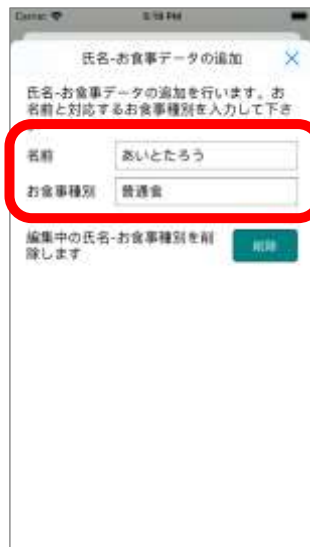 Carrier 5:18 PM
氏名-お食事データの追加
氏名-お食事データの追加を行います。お
名前と対応するお食事種別を入力して下さ
名前 あいとたろう
お食事種別 普通食
編集中の氏名-お食事種別を削 削除
除します